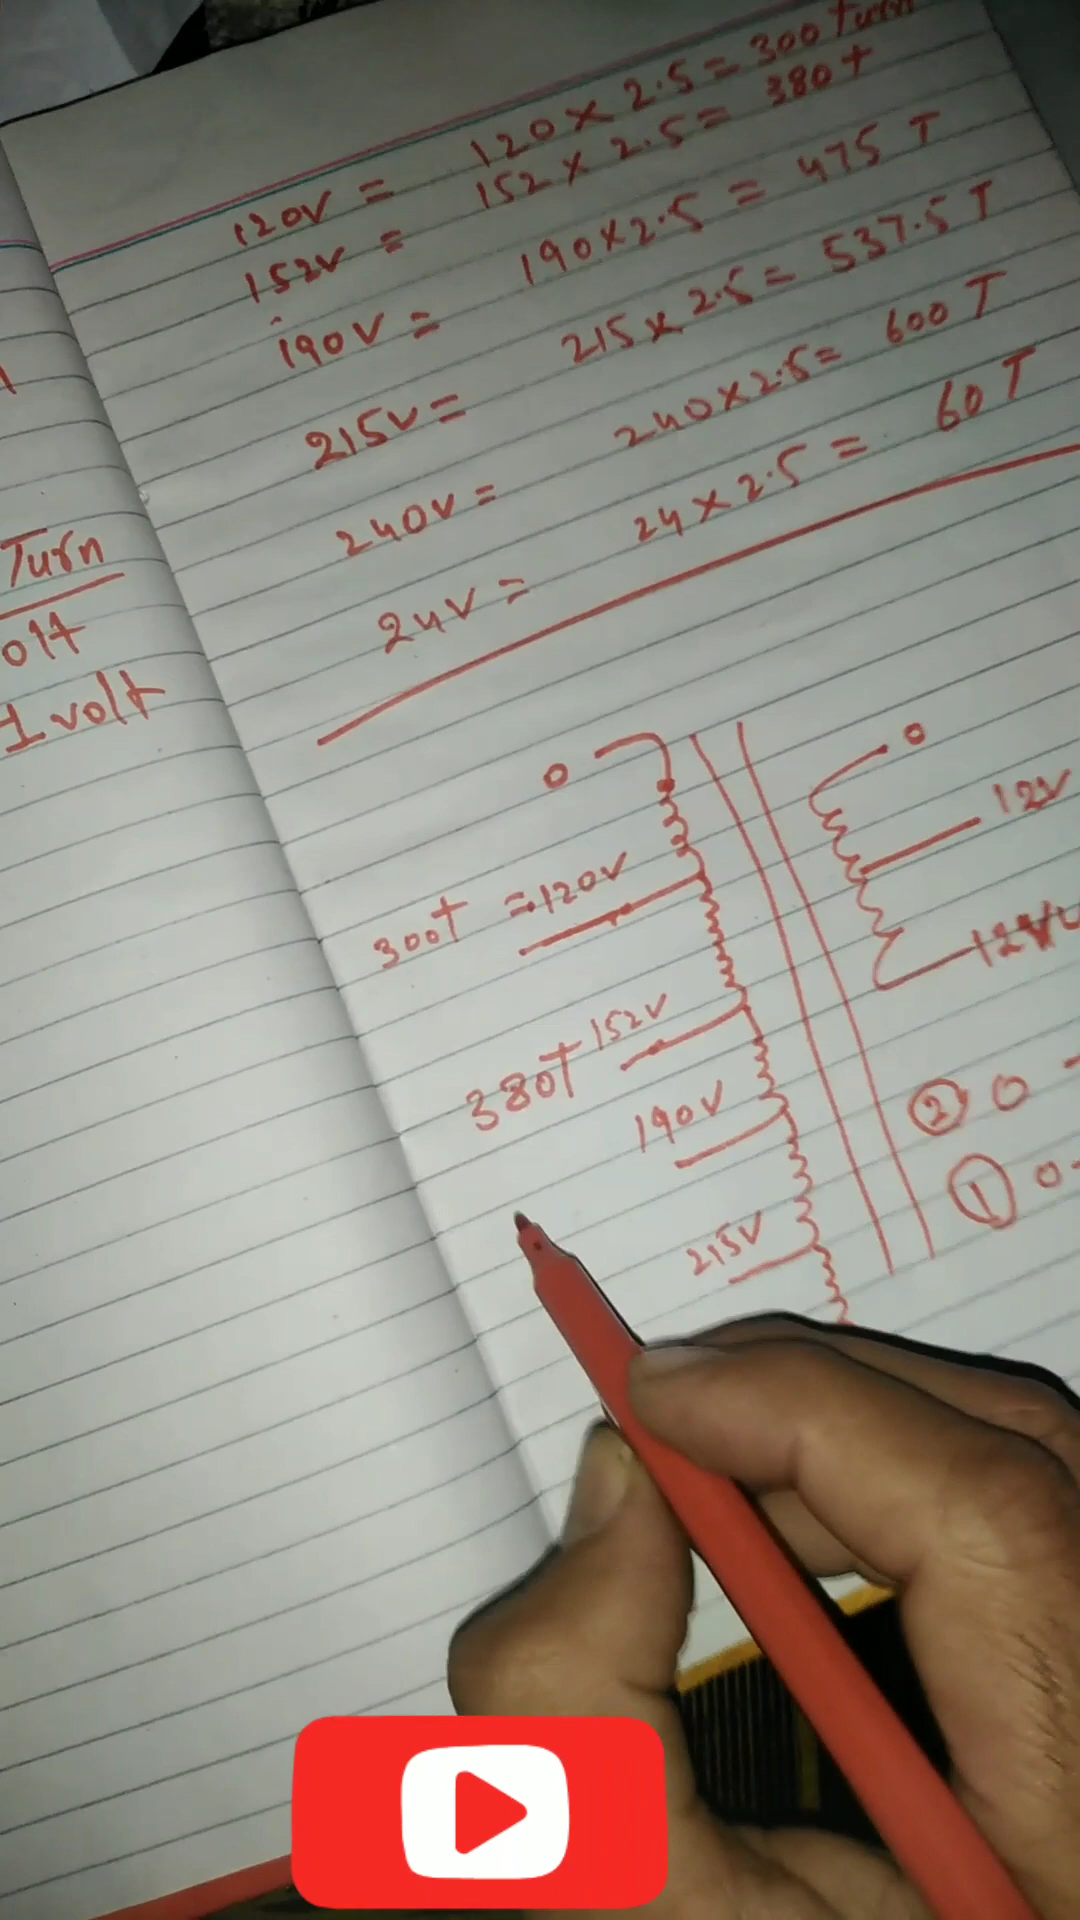 120V = 120 x 2.5 = 300 Turn
152V = 152 x 2.5 = 380 t
190V = 190 x 2.5 = 475 T
215V = 215 x 2.5 = 537.5 T
240V = 240 x 2.5 = 600 T
24V = 24 x 2.5 = 60 T
Turn
olt
1 volt
0
300T = 120V
380T 152V
190V
215V
0
12V
② 0
① 0-